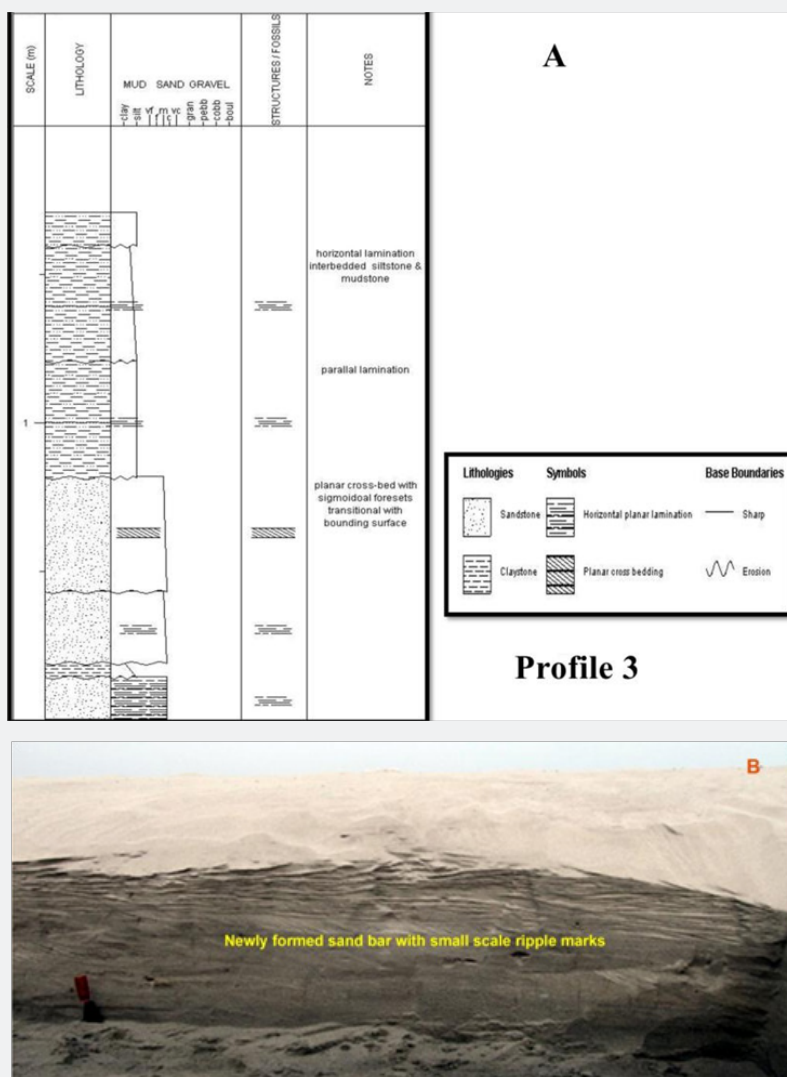 SCALE (m)
LITHOLOGY
MUD SAND GRAVEL
clay
silt
vf
f
m
c
vc
gran
pebb
cobb
boul
STRUCTURES / FOSSILS
NOTES
A
horizontal lamination
interbedded siltstone &
mudstone
parallal lamination
1
planar cross-bed with
sigmoidoal foresets
transitional with
bounding surface
Lithologies
Symbols
Base Boundaries
Sandstone
Horizontal planar lamination
Sharp
Claystone
Planar cross bedding
Erosion
Profile 3
B
Newly formed sand bar with small scale ripple marks